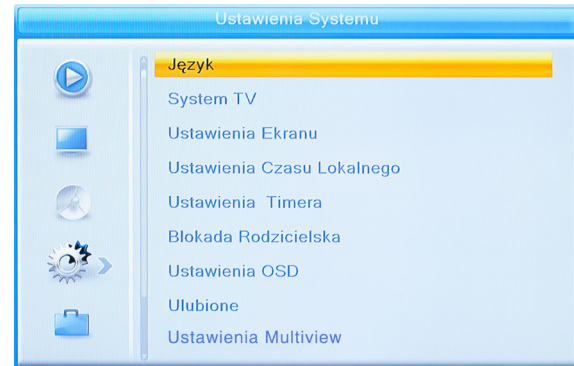 Ustawienia Systemu
Język
System TV
Ustawienia Ekranu
Ustawienia Czasu Lokalnego
Ustawienia Timera
Blokada Rodzicielska
Ustawienia OSD
Ulubione
Ustawienia Multiview